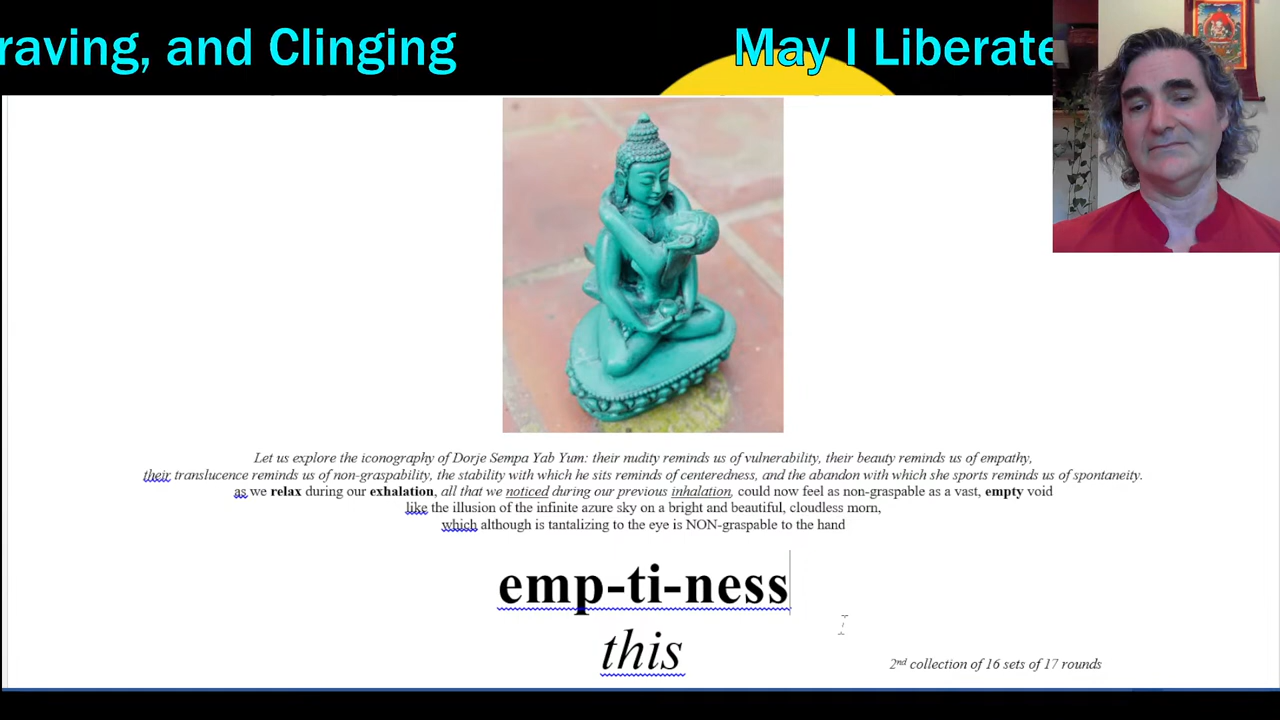 raving, and Clinging May I Liberate
Let us explore the iconography of Dorje Sempa Yab Yum: their nudity reminds us of vulnerability, their beauty reminds us of empathy,
their translucence reminds us of non-graspability, the stability with which he sits reminds of centeredness, and the abandon with which she sports reminds us of spontaneity.
as we relax during our exhalation, all that we noticed during our previous inhalation, could now feel as non-graspable as a vast, empty void
like the illusion of the infinite azure sky on a bright and beautiful, cloudless morn,
which although is tantalizing to the eye is NON-graspable to the hand
emp-ti-ness
this
2nd collection of 16 sets of 17 rounds